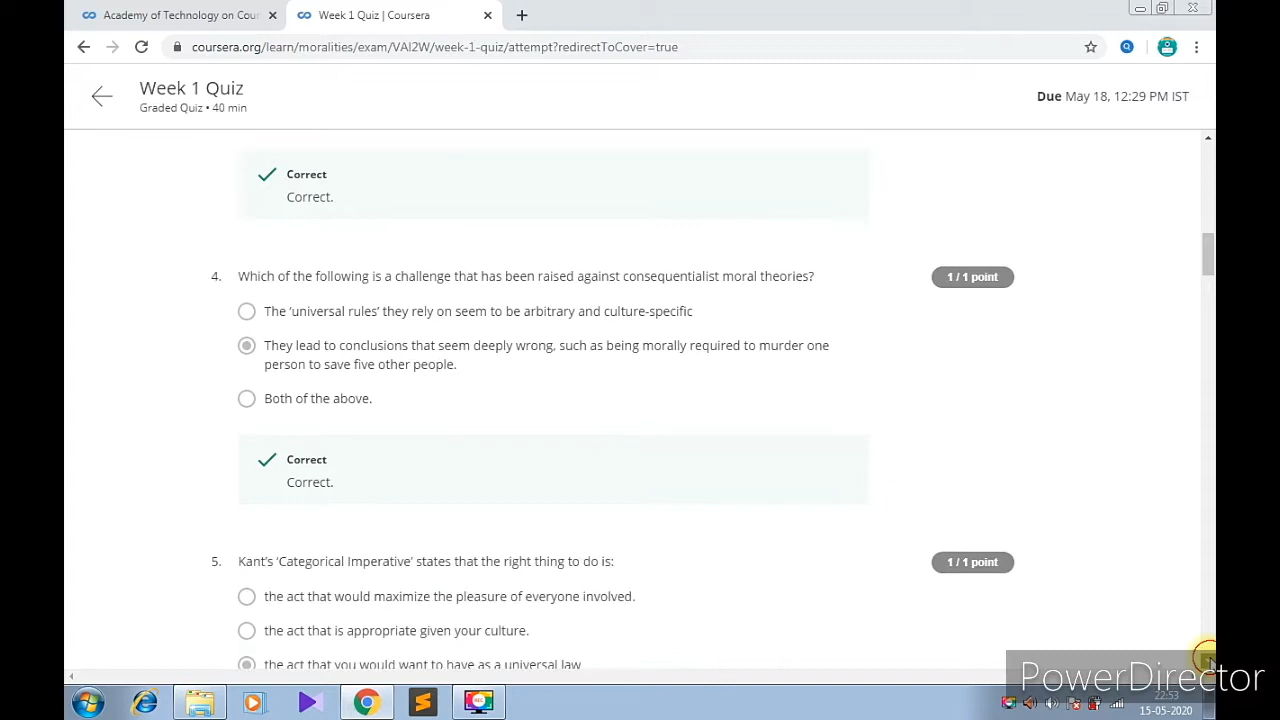 Academy of Technology on Cour
Week 1 Quiz | Coursera
coursera.org/learn/moralities/exam/VAI2W/week-1-quiz/attempt?redirectToCover=true
Week 1 Quiz
Graded Quiz • 40 min
Due May 18, 12:29 PM IST
Correct
Correct.
4. Which of the following is a challenge that has been raised against consequentialist moral theories?
1 / 1 point
The ‘universal rules’ they rely on seem to be arbitrary and culture-specific
They lead to conclusions that seem deeply wrong, such as being morally required to murder one
person to save five other people.
Both of the above.
Correct
Correct.
5. Kant’s ‘Categorical Imperative’ states that the right thing to do is:
1 / 1 point
the act that would maximize the pleasure of everyone involved.
the act that is appropriate given your culture.
the act that you would want to have as a universal law
PowerDirector
22:53
15-05-2020